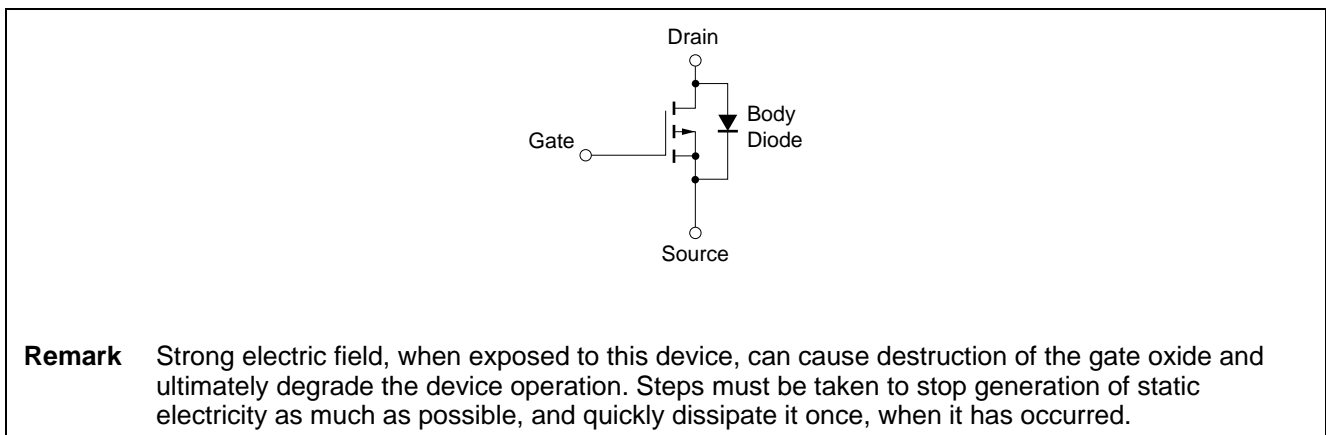 Drain
Body
Diode
Gate
Source
Remark Strong electric field, when exposed to this device, can cause destruction of the gate oxide and
ultimately degrade the device operation. Steps must be taken to stop generation of static
electricity as much as possible, and quickly dissipate it once, when it has occurred.